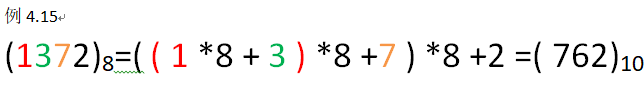 例 4.15↵
(1372)₈=( ( 1 *8 + 3 ) *8 +7 ) *8 +2 =( 762)₁₀